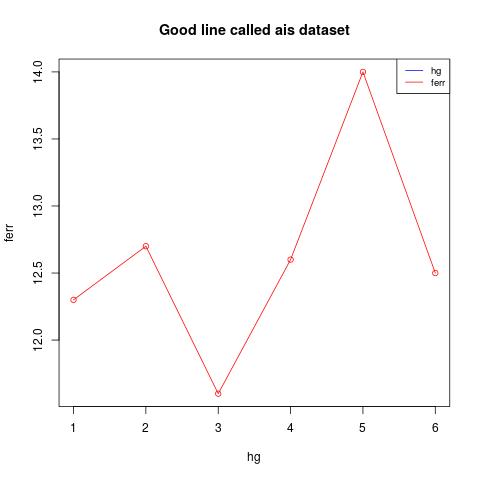 Good line called ais dataset
hg
ferr
14.0
13.5
13.0
12.5
12.0
ferr
1 2 3 4 5 6
hg